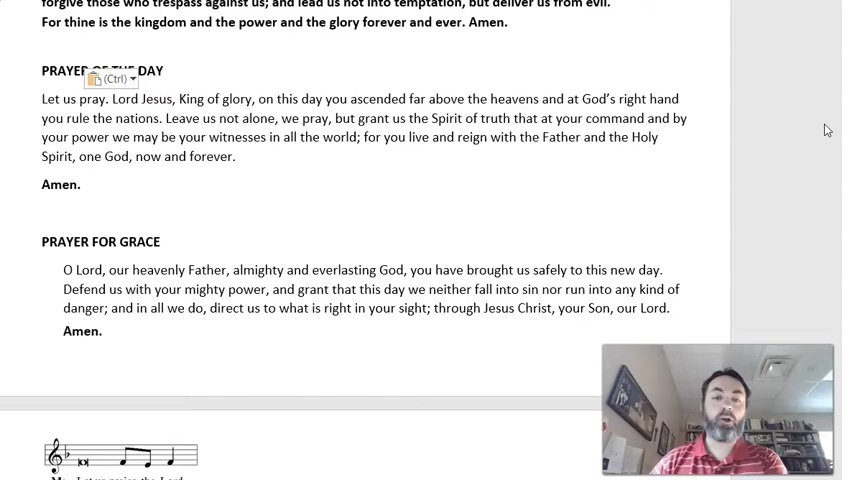 forgive those who trespass against us; and lead us not into temptation, but deliver us from evil.
For thine is the kingdom and the power and the glory forever and ever. Amen.
PRAYER OF THE DAY
(Ctrl)
Let us pray. Lord Jesus, King of glory, on this day you ascended far above the heavens and at God’s right hand
you rule the nations. Leave us not alone, we pray, but grant us the Spirit of truth that at your command and by
your power we may be your witnesses in all the world; for you live and reign with the Father and the Holy
Spirit, one God, now and forever.
Amen.
PRAYER FOR GRACE
O Lord, our heavenly Father, almighty and everlasting God, you have brought us safely to this new day.
Defend us with your mighty power, and grant that this day we neither fall into sin nor run into any kind of
danger; and in all we do, direct us to what is right in your sight; through Jesus Christ, your Son, our Lord.
Amen.
Let us praise the Lord